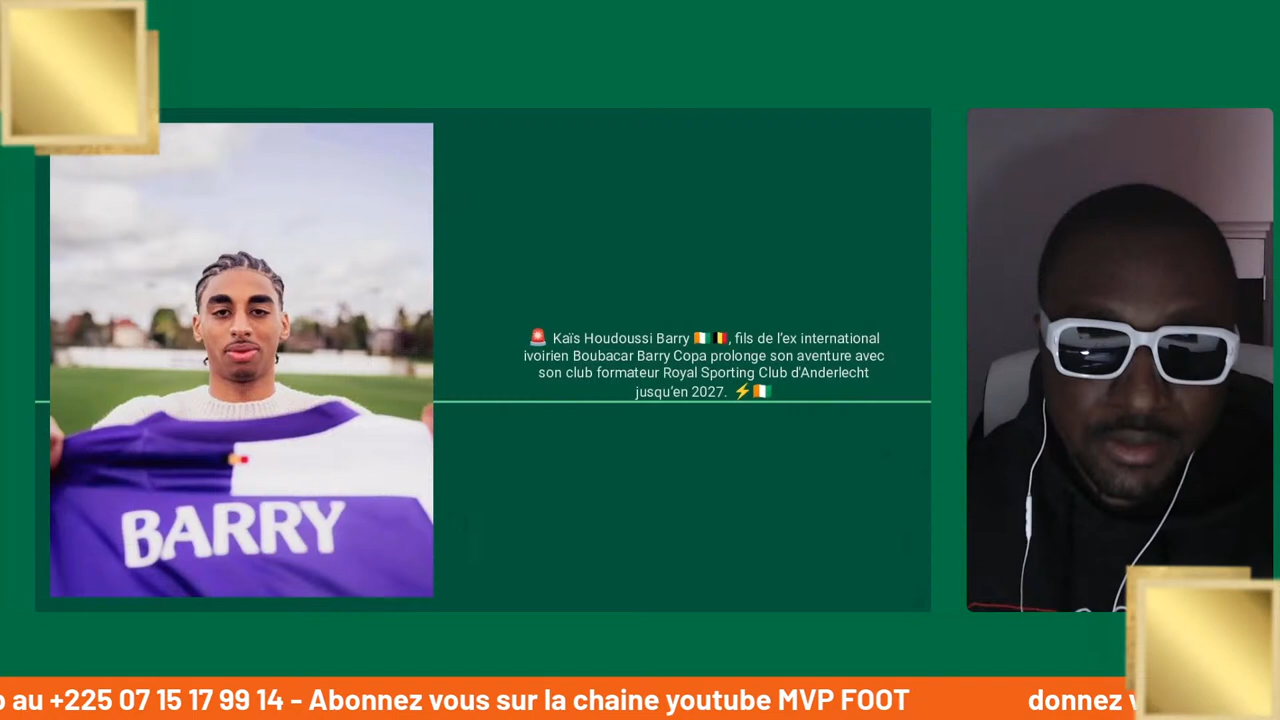 🚨 Kaïs Houdoussi Barry 🇨🇮🇧🇪, fils de l'ex international
ivoirien Boubacar Barry Copa prolonge son aventure avec
son club formateur Royal Sporting Club d'Anderlecht
jusqu'en 2027. ⚡🇨🇮
BARRY
au +225 07 15 17 99 14 - Abonnez vous sur la chaine youtube MVP FOOT donnez